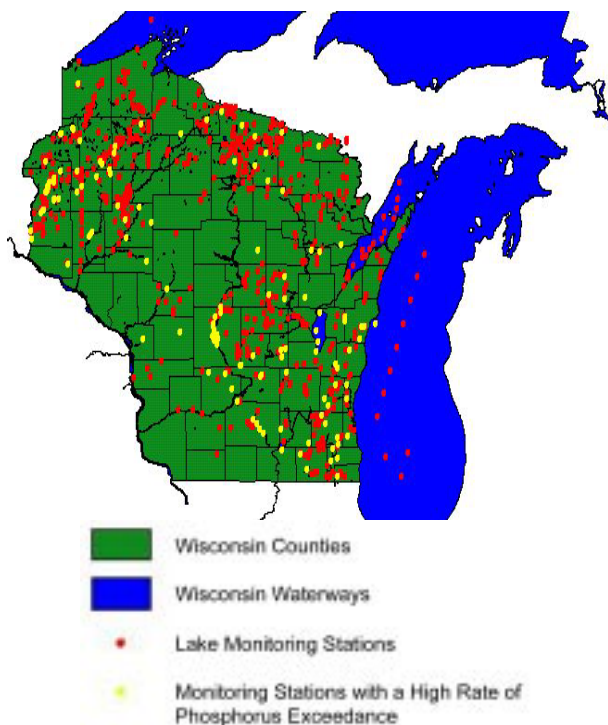 Wisconsin Counties
Wisconsin Waterways
Lake Monitoring Stations
Monitoring Stations with a High Rate of
Phosphorus Exceedance